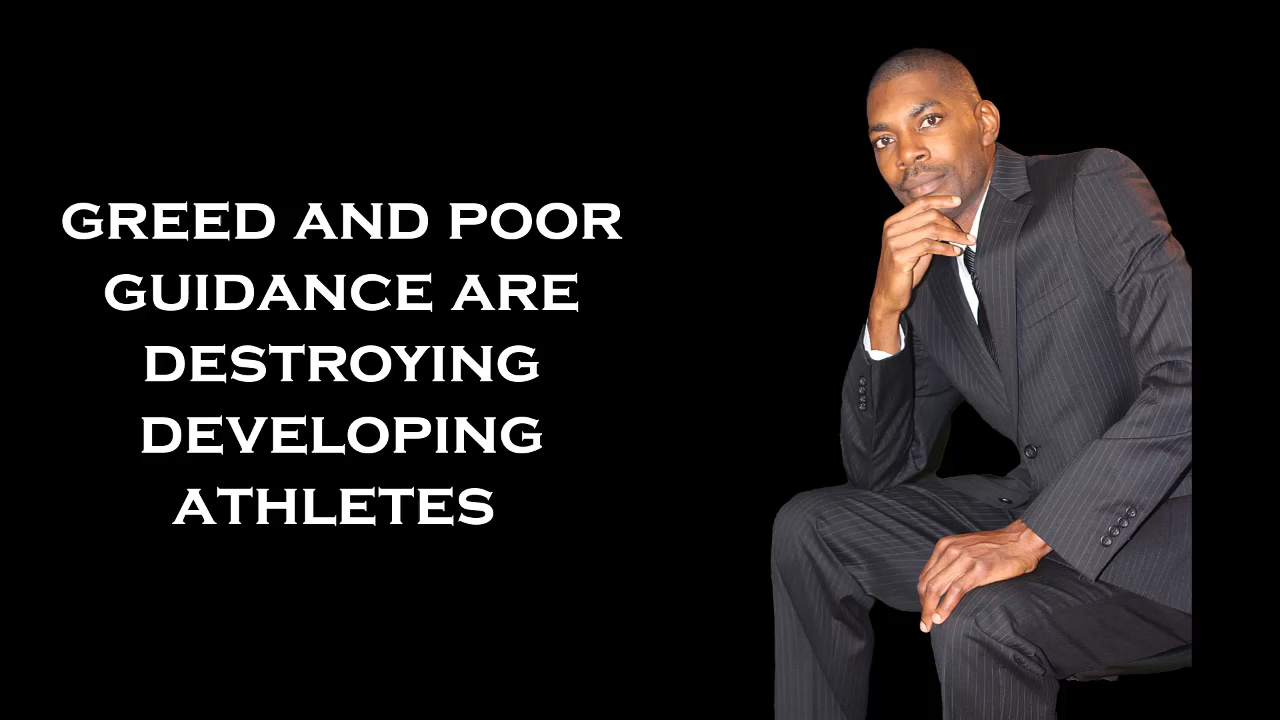 GREED AND POOR
GUIDANCE ARE
DESTROYING
DEVELOPING
ATHLETES